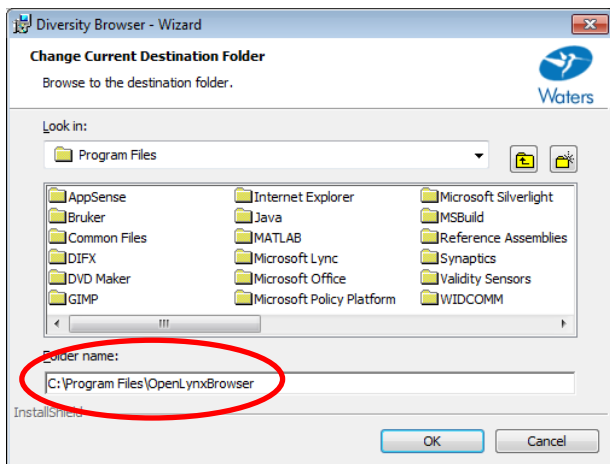 Diversity Browser - Wizard
Change Current Destination Folder
Browse to the destination folder.
Waters
Look in:
Program Files
AppSense Internet Explorer Microsoft Silverlight
Bruker Java MSBuild
Common Files MATLAB Reference Assemblies
DIFX Microsoft Lync Synaptics
DVD Maker Microsoft Office Validity Sensors
GIMP Microsoft Policy Platform WIDCOMM
Folder name:
C:\Program Files\OpenLynxBrowser
InstallShield
OK Cancel